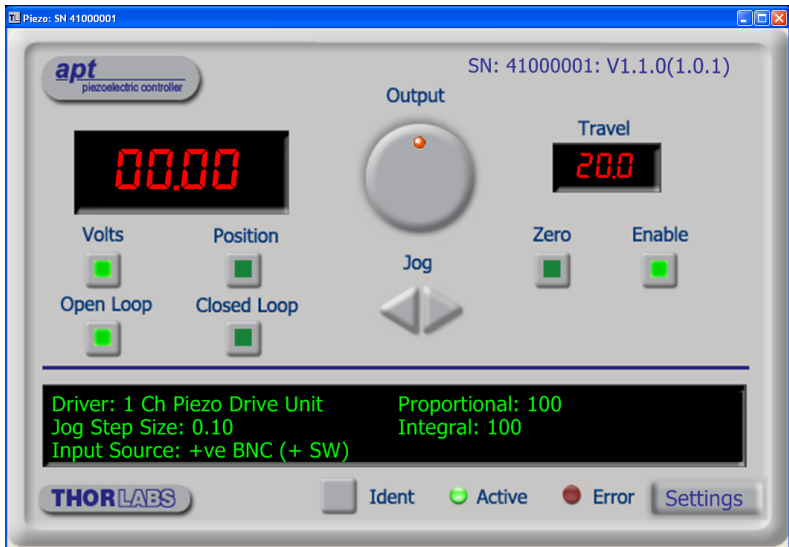 TL Piezo: SN 41000001
apt
piezoelectric controller
SN: 41000001: V1.1.0(1.0.1)
Output
Travel
00.00
20.0
Volts
Position
Zero
Enable
Jog
Open Loop
Closed Loop
Driver: 1 Ch Piezo Drive Unit
Proportional: 100
Jog Step Size: 0.10
Integral: 100
Input Source: +ve BNC (+ SW)
THORLABS
Ident
Active
Error
Settings